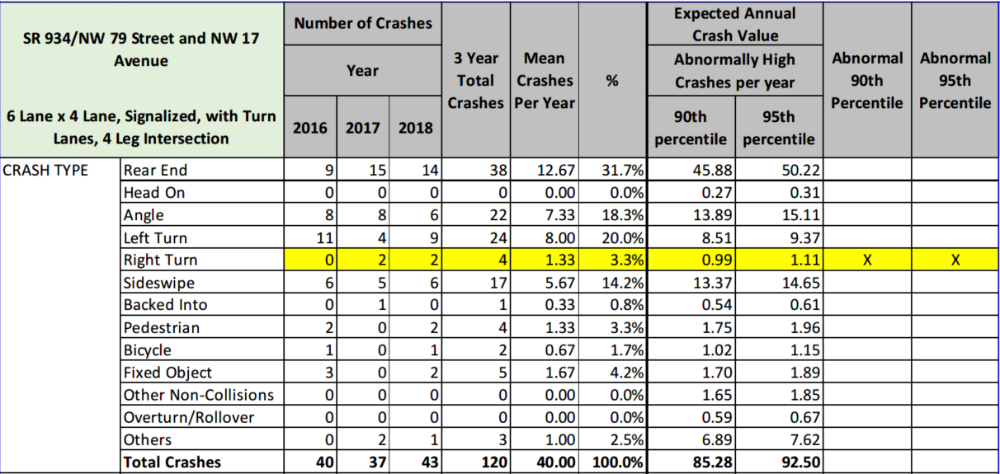 SR 934/NW 79 Street and NW 17
Avenue
6 Lane x 4 Lane, Signalized, with Turn
Lanes, 4 Leg Intersection
Number of Crashes
Year
2016 2017 2018
3 Year
Total
Crashes
Mean
Crashes
Per Year
%
Expected Annual
Crash Value
Abnormally High
Crashes per year
90th
percentile
95th
percentile
Abnormal
90th
Percentile
Abnormal
95th
Percentile
CRASH TYPE Rear End 9 15 14 38 12.67 31.7% 45.88 50.22
Head On 0 0 0 0 0.00 0.0% 0.27 0.31
Angle 8 8 6 22 7.33 18.3% 13.89 15.11
Left Turn 11 4 9 24 8.00 20.0% 8.51 9.37
Right Turn 0 2 2 4 1.33 3.3% 0.99 1.11 X X
Sideswipe 6 5 6 17 5.67 14.2% 13.37 14.65
Backed Into 0 1 0 1 0.33 0.8% 0.54 0.61
Pedestrian 2 0 2 4 1.33 3.3% 1.75 1.96
Bicycle 1 0 1 2 0.67 1.7% 1.02 1.15
Fixed Object 3 0 2 5 1.67 4.2% 1.70 1.89
Other Non-Collisions 0 0 0 0 0.00 0.0% 1.65 1.85
Overturn/Rollover 0 0 0 0 0.00 0.0% 0.59 0.67
Others 0 2 1 3 1.00 2.5% 6.89 7.62
Total Crashes 40 37 43 120 40.00 100.0% 85.28 92.50